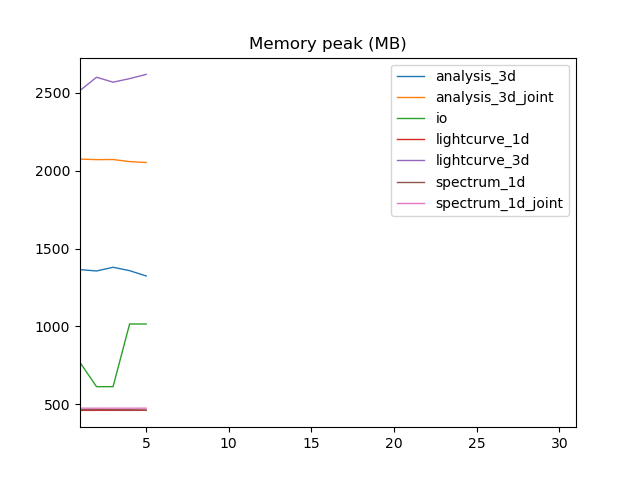 Memory peak (MB)
analysis_3d
analysis_3d_joint
io
lightcurve_1d
lightcurve_3d
spectrum_1d
spectrum_1d_joint
2500
2000
1500
1000
500
5 10 15 20 25 30